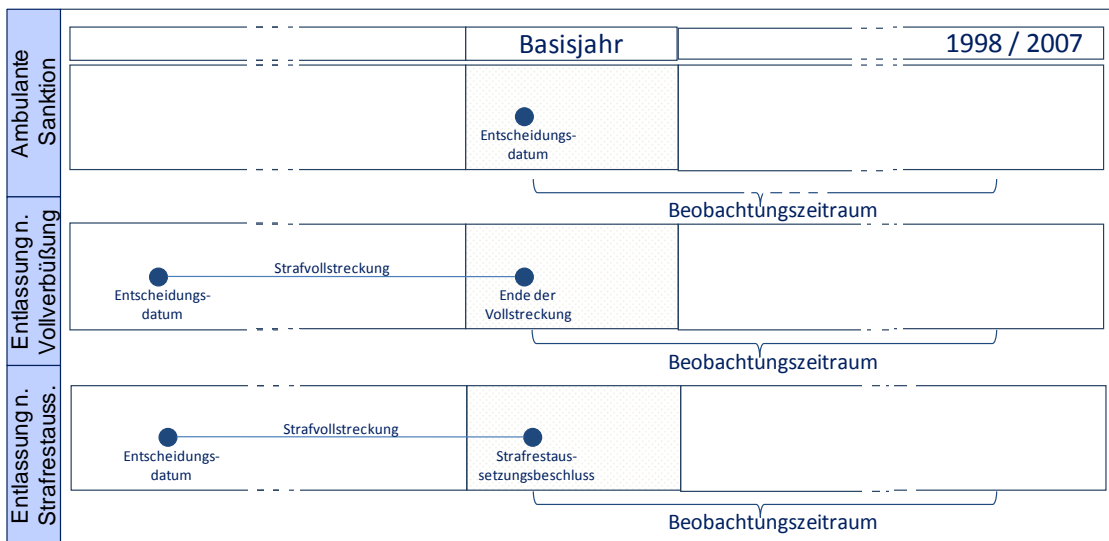 Basisjahr
1998 / 2007
Ambulante
Sanktion
Entscheidungs-
datum
Beobachtungszeitraum
Entlassung n.
Vollverbüßung
Strafvollstreckung
Entscheidungs-
datum
Ende der
Vollstreckung
Beobachtungszeitraum
Entlassung n.
Strafrestauss.
Strafvollstreckung
Entscheidungs-
datum
Strafrestaus-
setzungsbeschluss
Beobachtungszeitraum